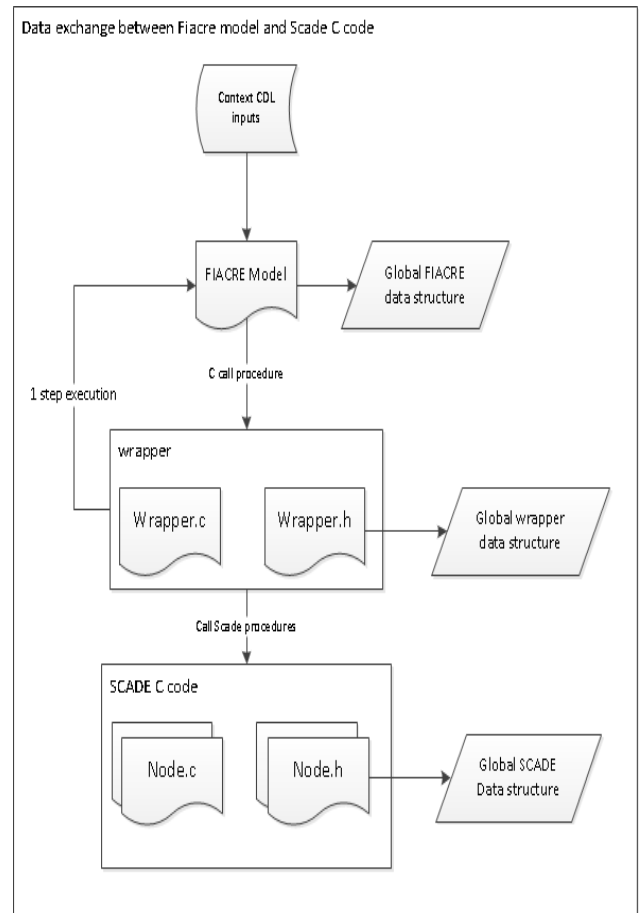 Data exchange between Fiacre model and Scade C code
Context CDL
inputs
FIACRE Model
Global FIACRE
data structure
C call procedure
1 step execution
wrapper
Wrapper.c
Wrapper.h
Global wrapper
data structure
Call Scade procedures
SCADE C code
Node.c
Node.h
Global SCADE
Data structure